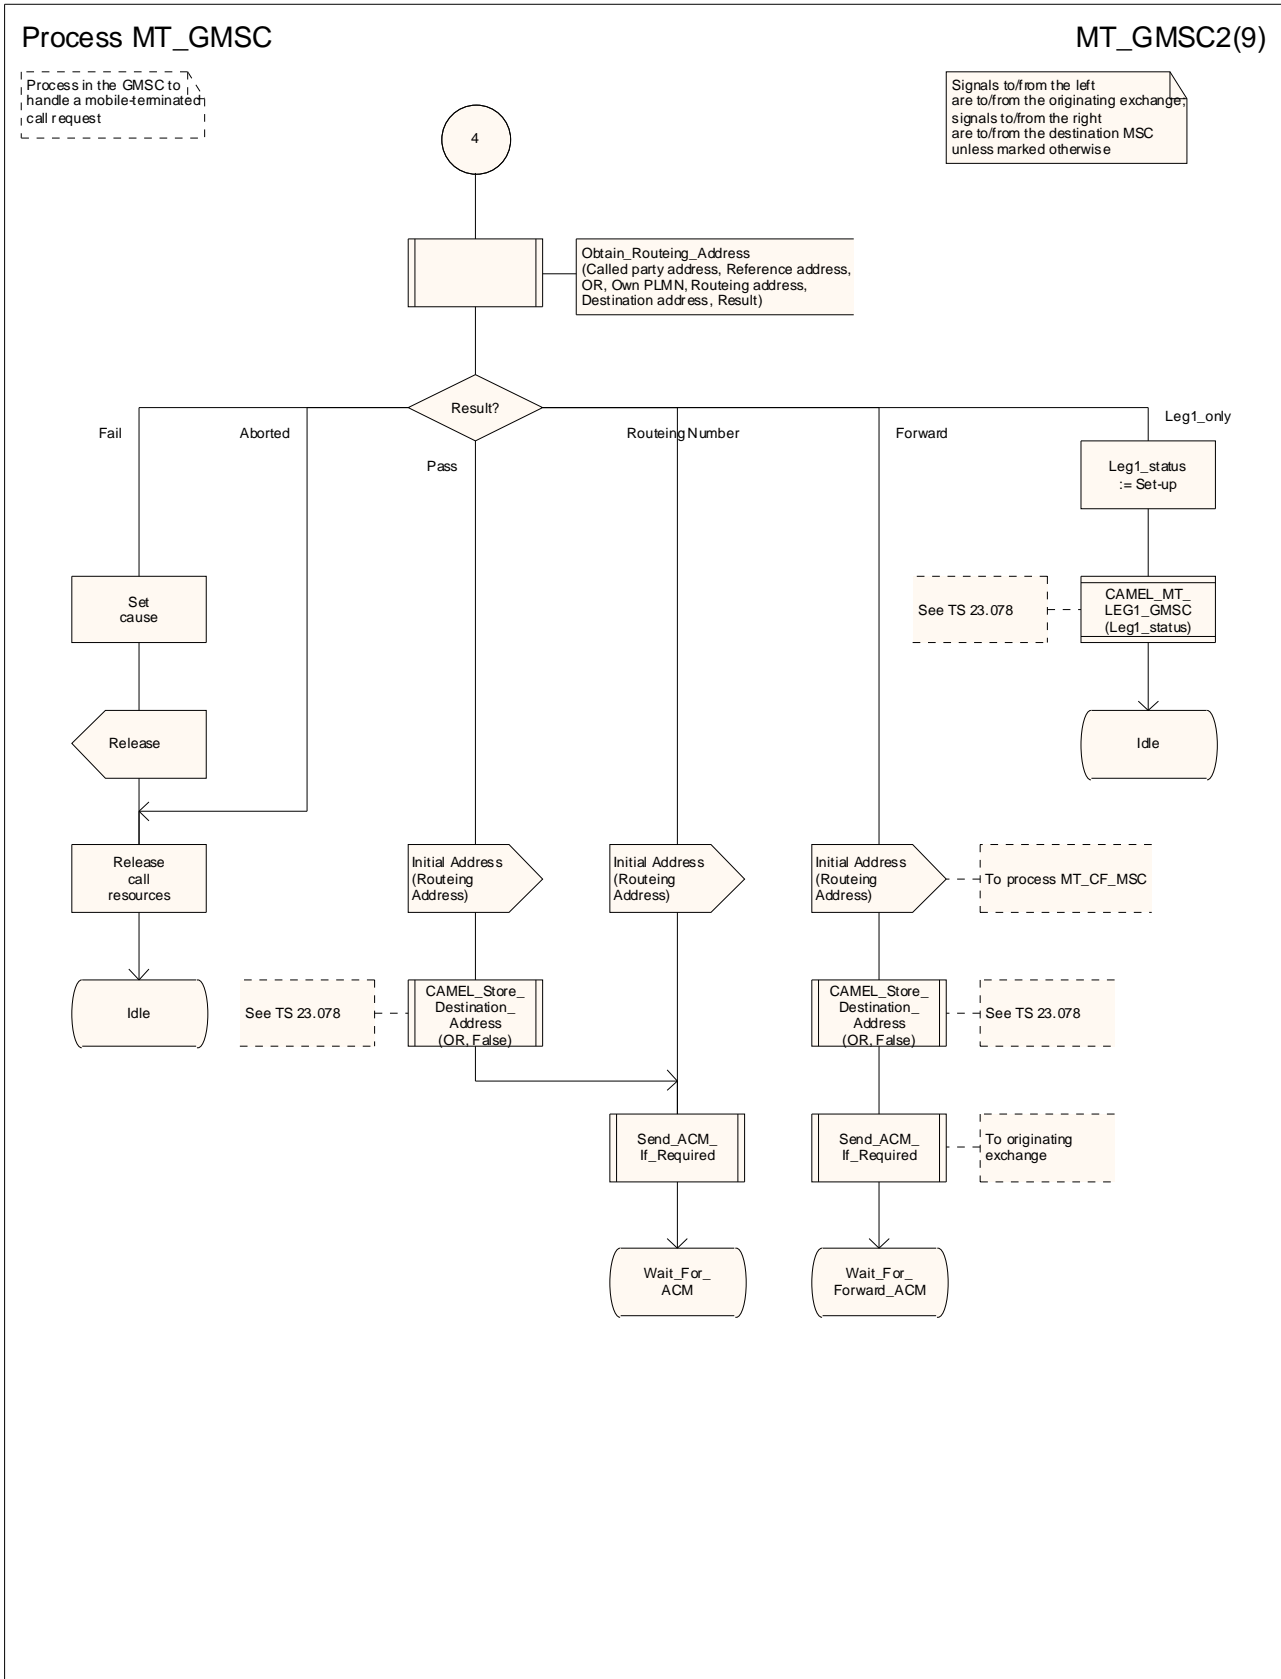 Process MT_GMSC
MT_GMSC2(9)
Process in the GMSC to
handle a mobile-terminated
call request
Signals to/from the left
are to/from the originating exchange;
signals to/from the right
are to/from the destination MSC
unless marked otherwise
4
Obtain_Routeing_Address
(Called party address, Reference address,
OR, Own PLMN, Routeing address,
Destination address, Result)
Result?
Fail
Aborted
Pass
Routeing Number
Forward
Leg1_only
Leg1_status
:= Set-up
Set
cause
See TS 23.078
CAMEL_MT_
LEG1_GMSC
(Leg1_status)
Release
Idle
Release
call
resources
Initial Address
(Routeing
Address)
Initial Address
(Routeing
Address)
Initial Address
(Routeing
Address)
To process MT_CF_MSC
Idle
See TS 23.078
CAMEL_Store_
Destination_
Address
(OR, False)
CAMEL_Store_
Destination_
Address
(OR, False)
See TS 23.078
Send_ACM_
If_Required
Send_ACM_
If_Required
To originating
exchange
Wait_For_
ACM
Wait_For_
Forward_ACM